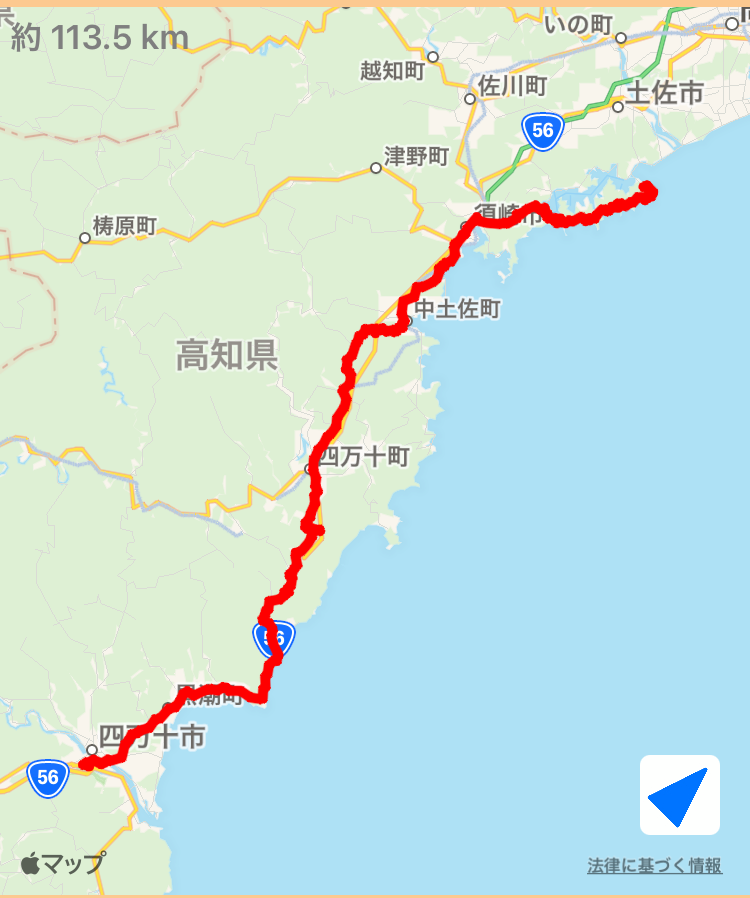 約 113.5 km
いの町
越知町
佐川町
土佐市
56
津野町
須崎市
梼原町
中土佐町
高知県
四万十町
56
黒潮町
四万十市
56
マップ
法律に基づく情報